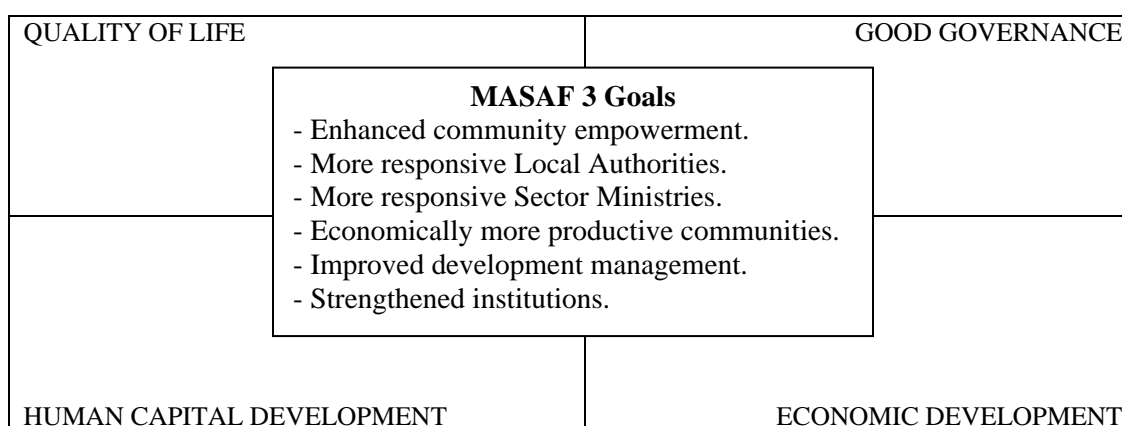 QUALITY OF LIFE
GOOD GOVERNANCE
MASAF 3 Goals
- Enhanced community empowerment.
- More responsive Local Authorities.
- More responsive Sector Ministries.
- Economically more productive communities.
- Improved development management.
- Strengthened institutions.
HUMAN CAPITAL DEVELOPMENT
ECONOMIC DEVELOPMENT